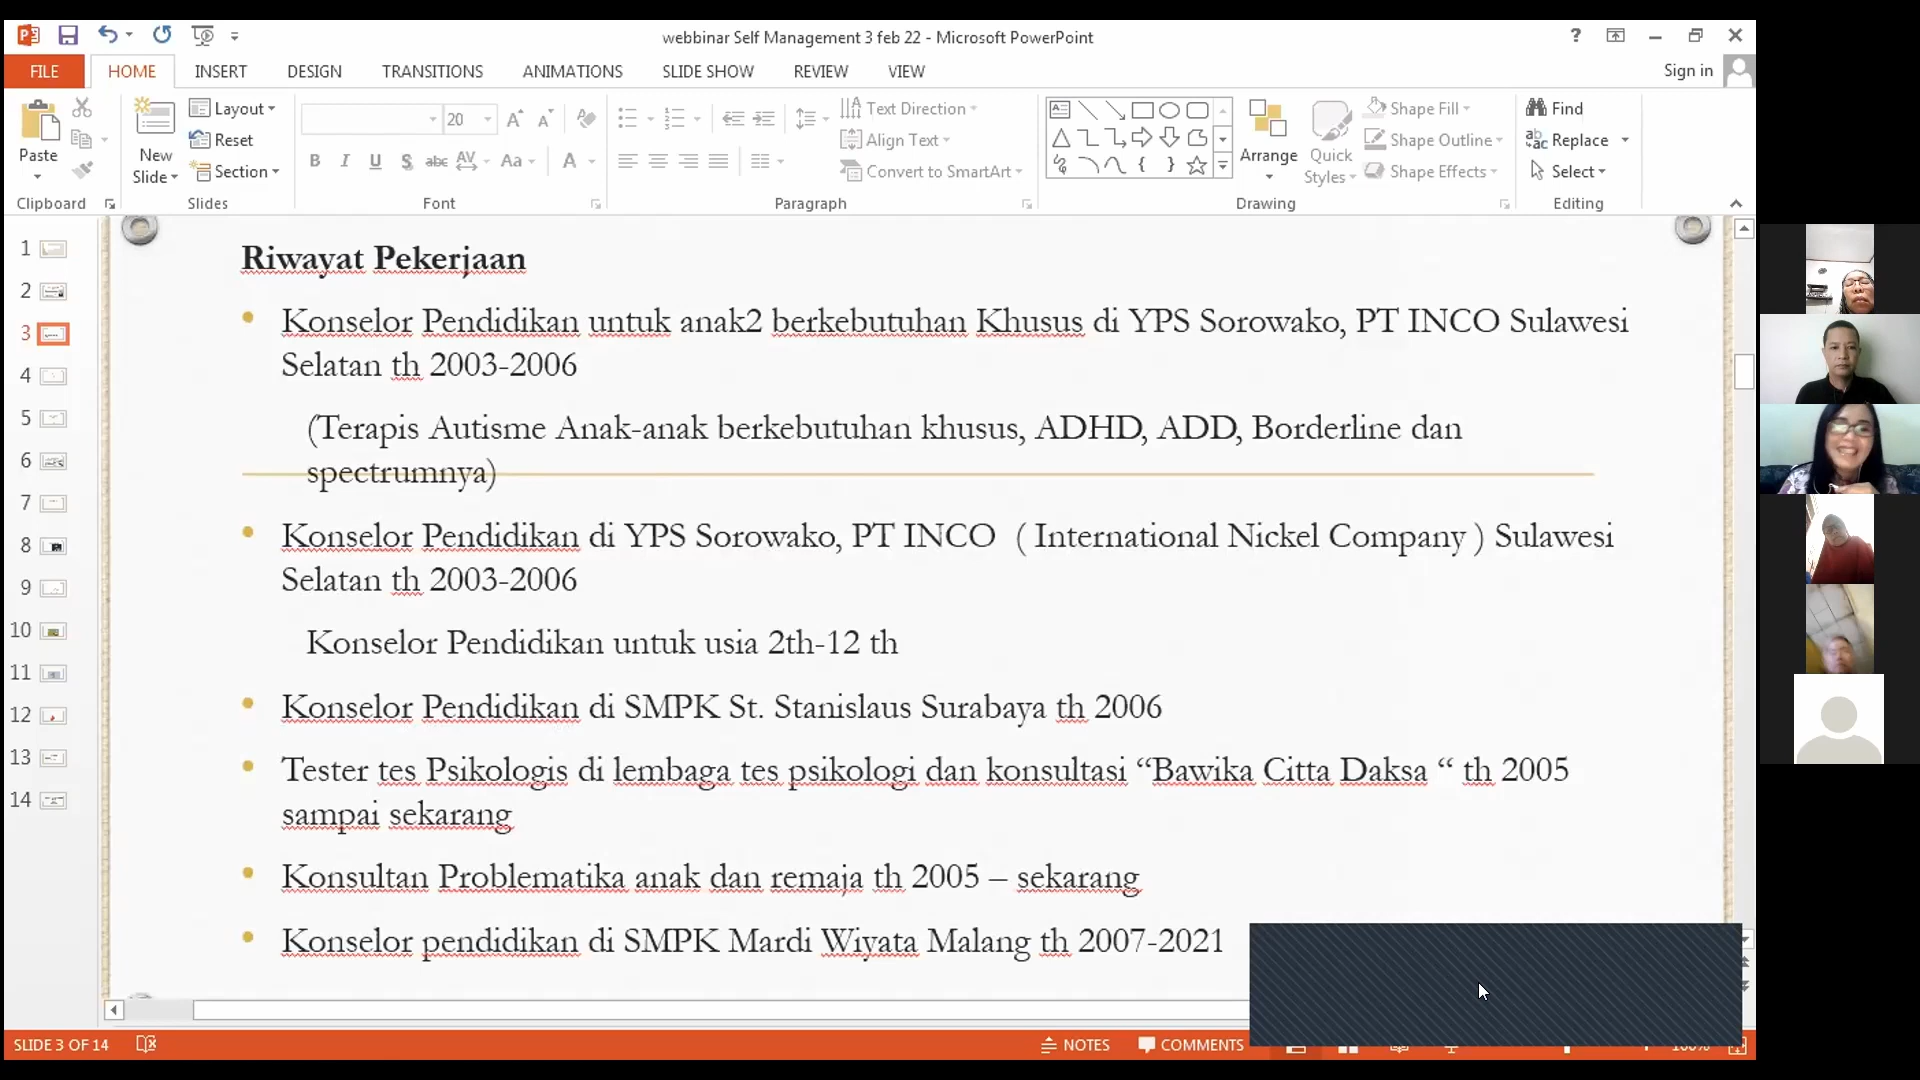 webbinar Self Management 3 feb 22 - Microsoft PowerPoint
?
FILE HOME INSERT DESIGN TRANSITIONS ANIMATIONS SLIDE SHOW REVIEW VIEW Sign in
Paste
New Slide
Layout
Reset
Section
20
B I U S abc AV Aa A
Text Direction
Align Text
Convert to SmartArt
Arrange
Quick Styles
Shape Fill
Shape Outline
Shape Effects
Find
Replace
Select
Clipboard Slides Font Paragraph Drawing Editing
1
2
3
4
5
6
7
8
9
10
11
12
13
14
Riwayat Pekerjaan
• Konselor Pendidikan untuk anak2 berkebutuhan Khusus di YPS Sorowako, PT INCO Sulawesi
Selatan th 2003-2006
(Terapis Autisme Anak-anak berkebutuhan khusus, ADHD, ADD, Borderline dan
spectrumnya)
• Konselor Pendidikan di YPS Sorowako, PT INCO ( International Nickel Company ) Sulawesi
Selatan th 2003-2006
Konselor Pendidikan untuk usia 2th-12 th
• Konselor Pendidikan di SMPK St. Stanislaus Surabaya th 2006
• Tester tes Psikologis di lembaga tes psikologi dan konsultasi “Bawika Citta Daksa “ th 2005
sampai sekarang
• Konsultan Problematika anak dan remaja th 2005 – sekarang
• Konselor pendidikan di SMPK Mardi Wiyata Malang th 2007-2021
SLIDE 3 OF 14 NOTES COMMENTS